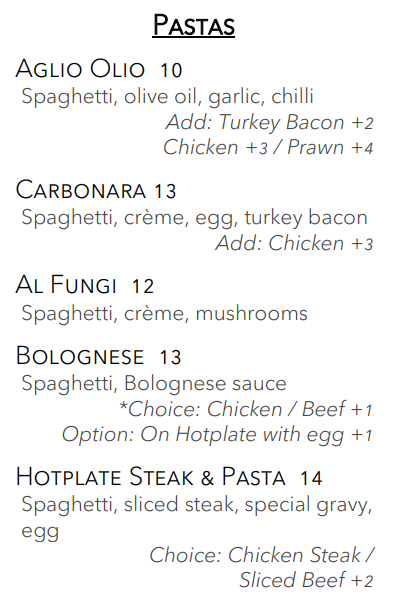 PASTAS
AGLIO OLIO 10
Spaghetti, olive oil, garlic, chilli
Add: Turkey Bacon +2
Chicken +3 / Prawn +4
CARBONARA 13
Spaghetti, crème, egg, turkey bacon
Add: Chicken +3
AL FUNGI 12
Spaghetti, crème, mushrooms
BOLOGNESE 13
Spaghetti, Bolognese sauce
*Choice: Chicken / Beef +1
Option: On Hotplate with egg +1
HOTPLATE STEAK & PASTA 14
Spaghetti, sliced steak, special gravy,
egg
Choice: Chicken Steak /
Sliced Beef +2